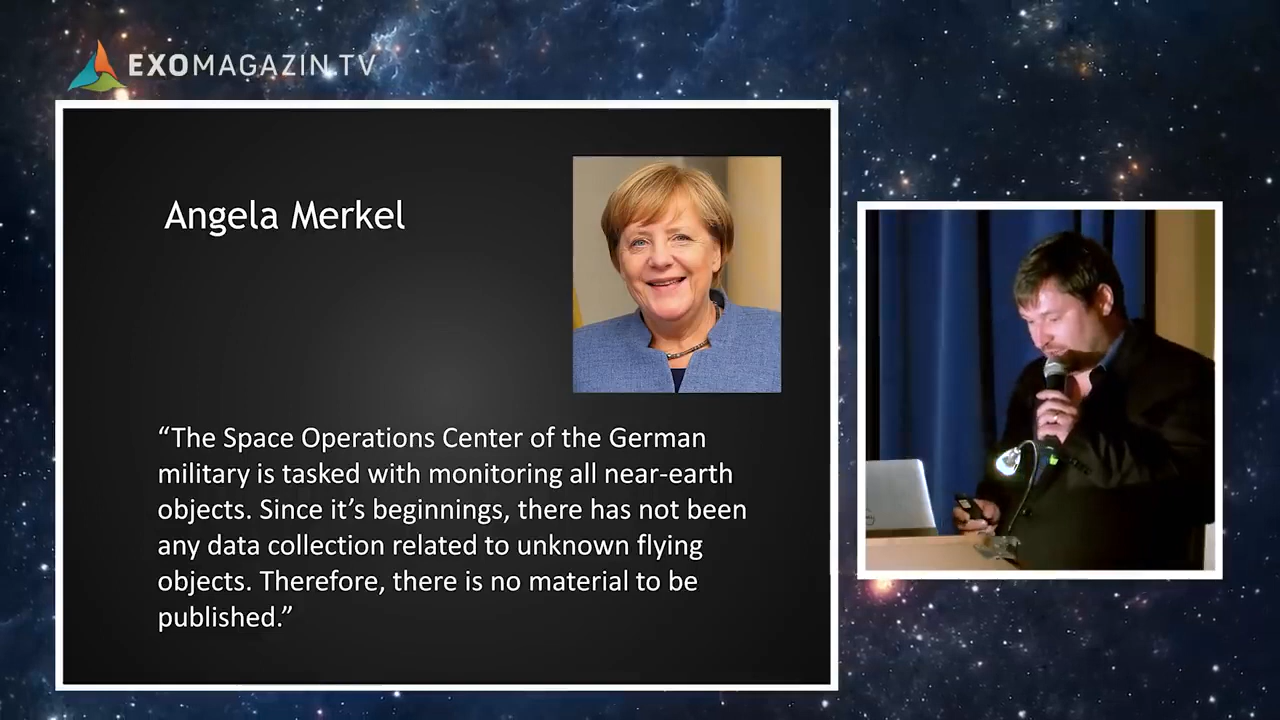 EXOMAGAZIN.TV
Angela Merkel
“The Space Operations Center of the German
military is tasked with monitoring all near-earth
objects. Since it’s beginnings, there has not been
any data collection related to unknown flying
objects. Therefore, there is no material to be
published.”